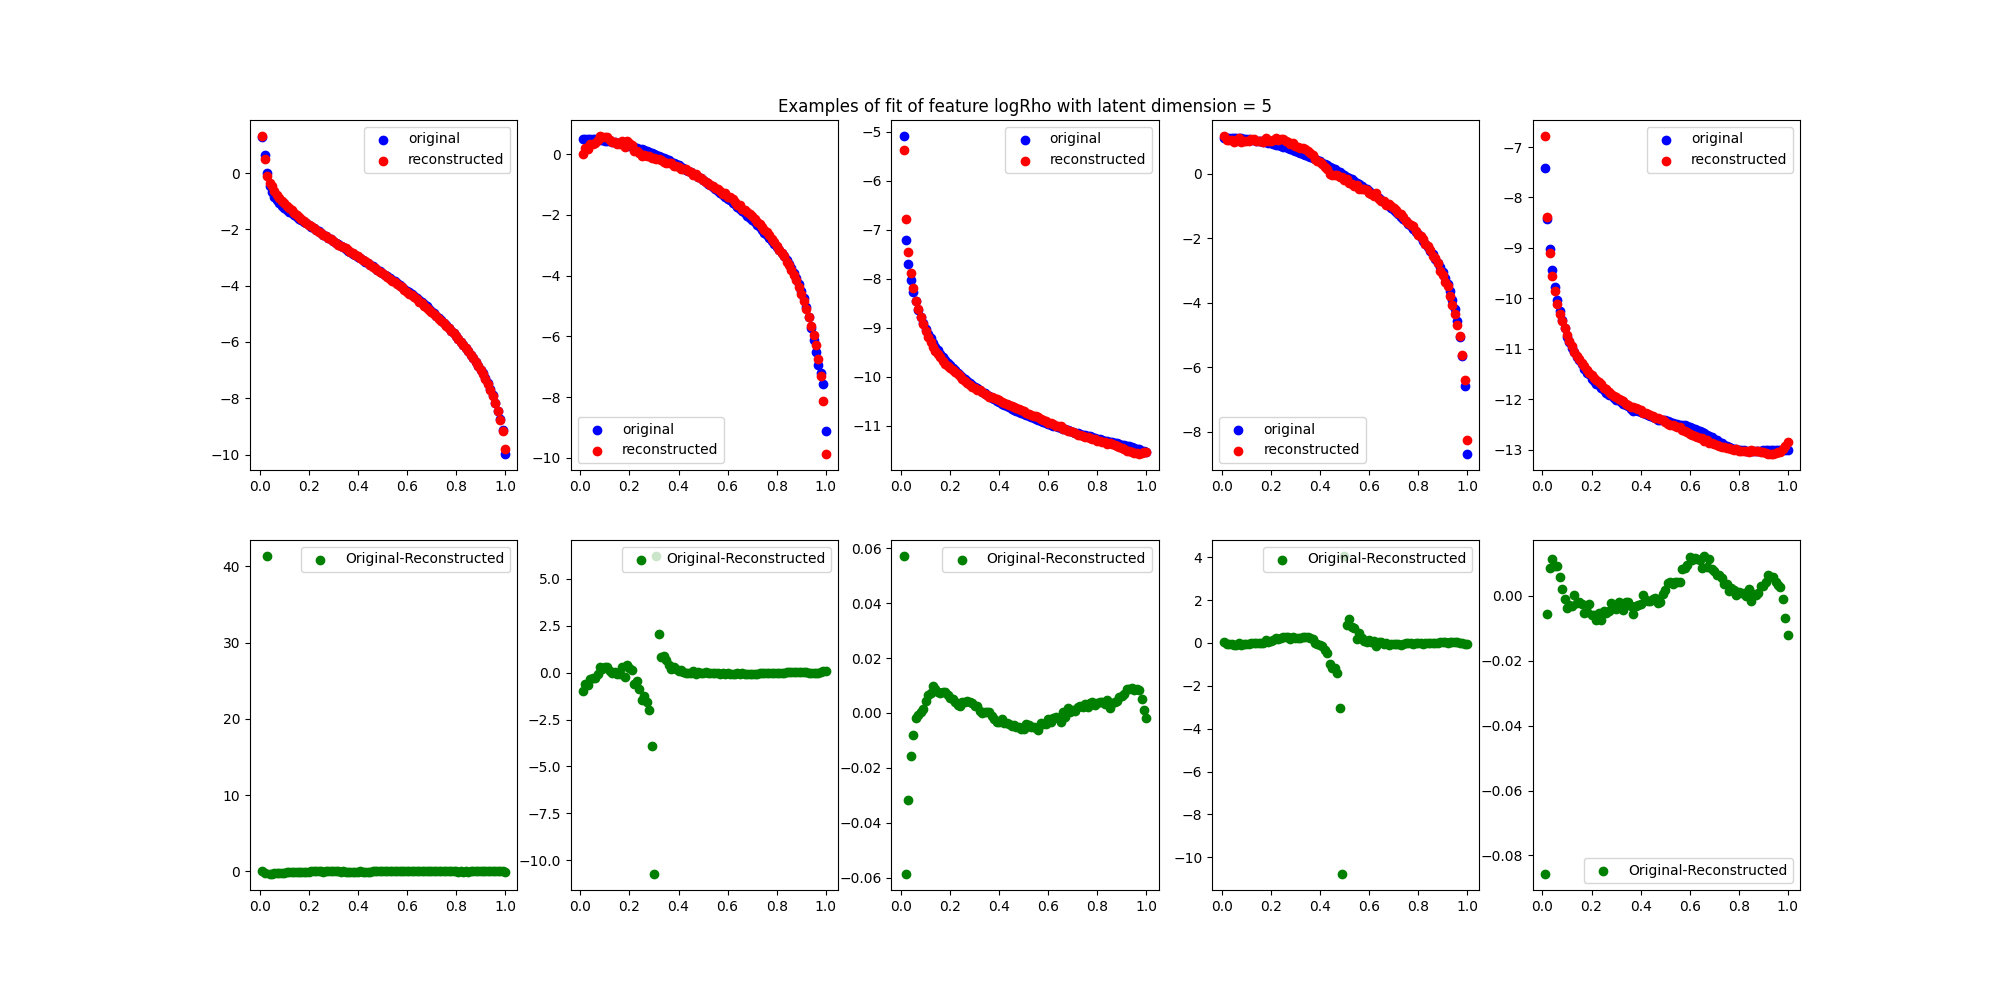 Examples of fit of feature logRho with latent dimension = 5
original
reconstructed
0
−2
−4
−6
−8
−10
0.0 0.2 0.4 0.6 0.8 1.0
original
reconstructed
0
−2
−4
−6
−8
−10
0.0 0.2 0.4 0.6 0.8 1.0
original
reconstructed
−5
−6
−7
−8
−9
−10
−11
0.0 0.2 0.4 0.6 0.8 1.0
original
reconstructed
0
−2
−4
−6
−8
0.0 0.2 0.4 0.6 0.8 1.0
original
reconstructed
−7
−8
−9
−10
−11
−12
−13
0.0 0.2 0.4 0.6 0.8 1.0
Original-Reconstructed
40
30
20
10
0
0.0 0.2 0.4 0.6 0.8 1.0
Original-Reconstructed
5.0
2.5
0.0
−2.5
−5.0
−7.5
−10.0
0.0 0.2 0.4 0.6 0.8 1.0
Original-Reconstructed
0.06
0.04
0.02
0.00
−0.02
−0.04
−0.06
0.0 0.2 0.4 0.6 0.8 1.0
Original-Reconstructed
4
2
0
−2
−4
−6
−8
−10
0.0 0.2 0.4 0.6 0.8 1.0
0.00
−0.02
−0.04
−0.06
−0.08
Original-Reconstructed
0.0 0.2 0.4 0.6 0.8 1.0